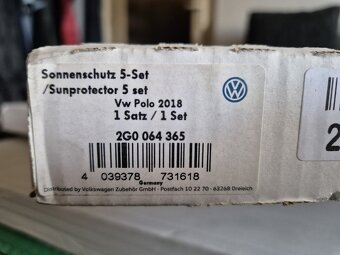 Sonnenschutz 5-Set
/Sunprotector 5 set
Vw Polo 2018
1 Satz / 1 Set
2G0 064 365
4 039378 731618
Germany
Distributed by Volkswagen Zubehör GmbH - Postfach 10 22 70 - 63268 Dreieich
2